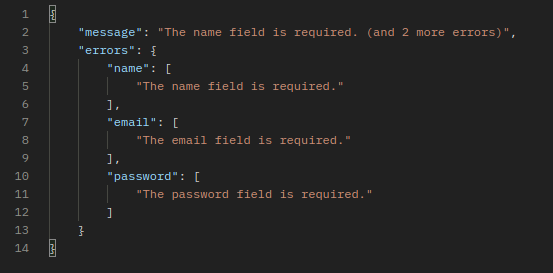 1 {
2 "message": "The name field is required. (and 2 more errors)",
3 "errors": {
4 "name": [
5 "The name field is required."
6 ],
7 "email": [
8 "The email field is required."
9 ],
10 "password": [
11 "The password field is required."
12 ]
13 }
14 }